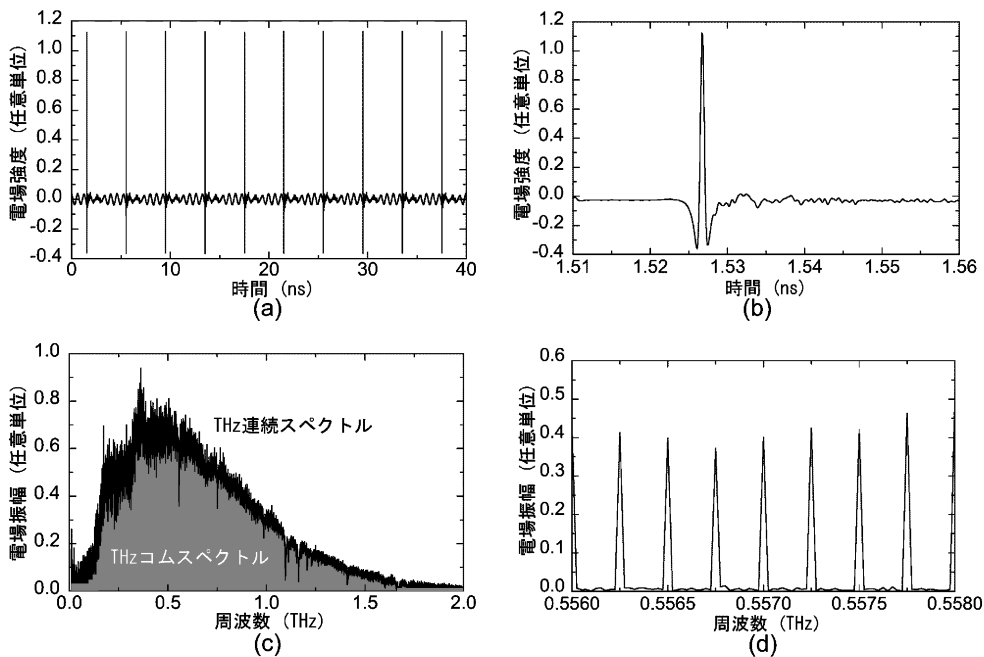 1.2
1.0
0.8
0.6
0.4
0.2
0.0
-0.2
-0.4
電場強度 (任意単位)
0 10 20 30 40
時間 (ns)
(a)
1.2
1.0
0.8
0.6
0.4
0.2
0.0
-0.2
-0.4
電場強度 (任意単位)
1.51 1.52 1.53 1.54 1.55 1.56
時間 (ns)
(b)
1.0
0.8
0.6
0.4
0.2
0.0
電場振幅 (任意単位)
THz連続スペクトル
THzコムスペクトル
0.0 0.5 1.0 1.5 2.0
周波数 (THz)
(c)
0.6
0.5
0.4
0.3
0.2
0.1
0.0
電場振幅 (任意単位)
0.5560 0.5565 0.5570 0.5575 0.5580
周波数 (THz)
(d)